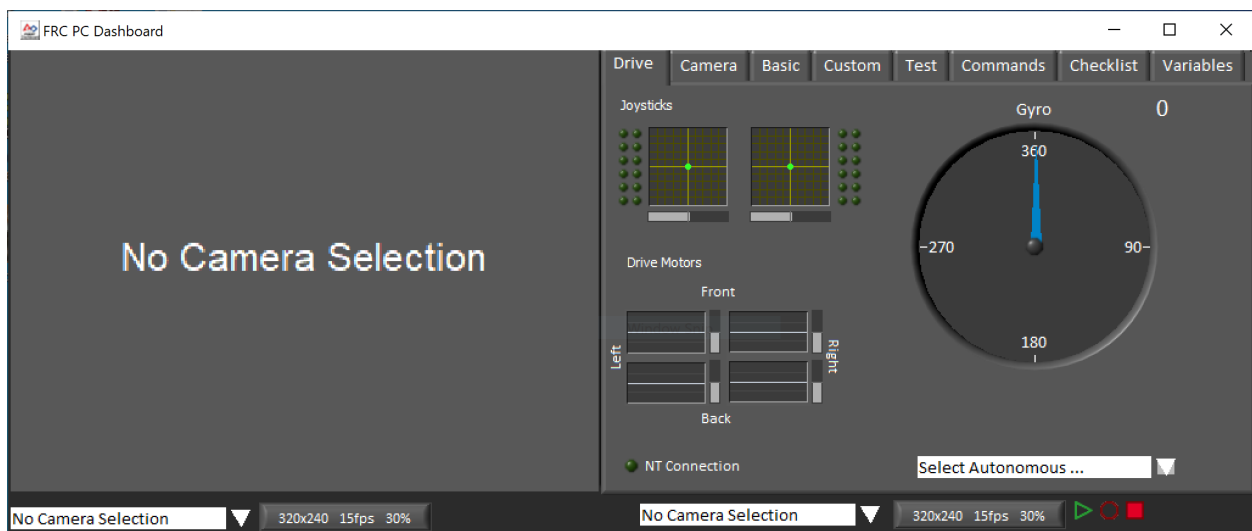 FRC PC Dashboard
Drive Camera Basic Custom Test Commands Checklist Variables
No Camera Selection
Joysticks
Gyro 0
360
270 90
180
Drive Motors
Front
Left
Right
Back
NT Connection
Select Autonomous ...
No Camera Selection 320x240 15fps 30%
No Camera Selection 320x240 15fps 30%